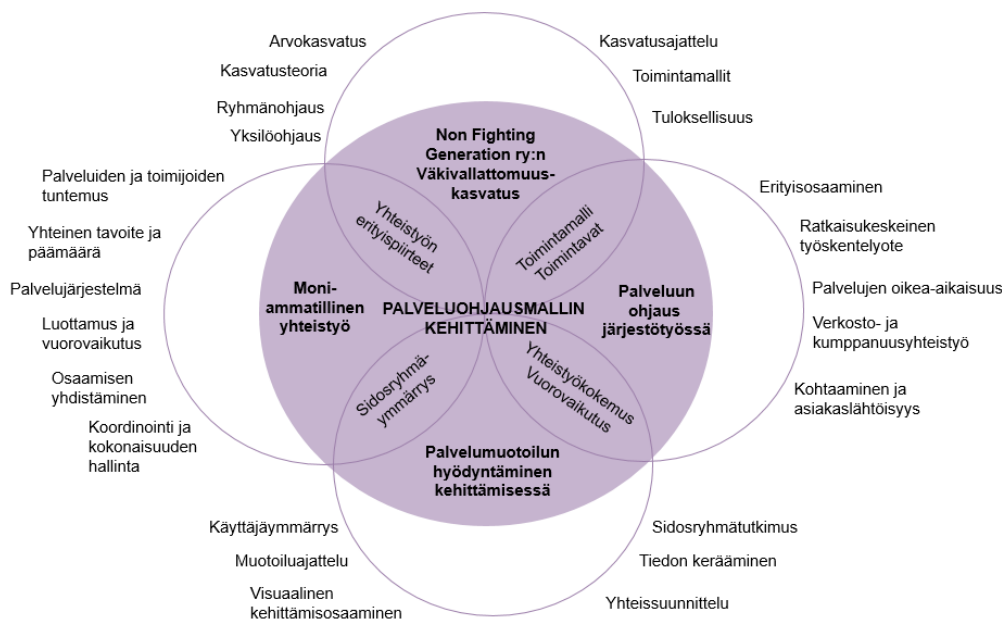 Arvokasvatus
Kasvatusteoria
Ryhmänohjaus
Yksilöohjaus
Kasvatusajattelu
Toimintamallit
Tuloksellisuus
Non Fighting
Generation ry:n
Väkivallattomuus-
kasvatus
Palveluiden ja toimijoiden
tuntemus
Yhteinen tavoite ja
päämäärä
Palvelujärjestelmä
Luottamus ja
vuorovaikutus
Osaamisen
yhdistäminen
Koordinointi ja
kokonaisuuden
hallinta
Yhteistyön
erityispiirteet
Toimintamalli
Toimintavat
Moni-
ammatillinen
yhteistyö
PALVELUOHJAUSMALLIN
KEHITTÄMINEN
Palveluun
ohjaus
järjestötyössä
Erityisosaaminen
Ratkaisukeskeinen
työskentelyote
Palvelujen oikea-aikaisuus
Verkosto- ja
kumppanuusyhteistyö
Kohtaaminen ja
asiakaslähtöisyys
Sidosryhmä-
ymmärrys
Yhteistyökokemus
Vuorovaikutus
Palvelumuotoilun
hyödyntäminen
kehittämisessä
Käyttäjäymmärrys
Muotoiluajattelu
Visuaalinen
kehittämisosaaminen
Sidosryhmätutkimus
Tiedon kerääminen
Yhteissuunnittelu